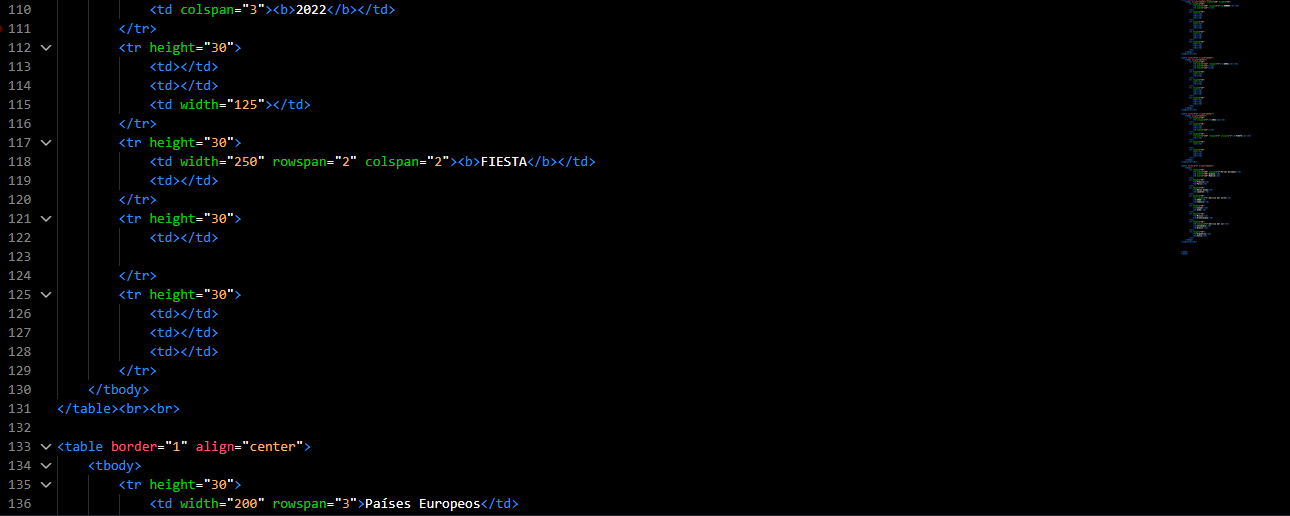 110 <td colspan="3"><b>2022</b></td>
111 </tr>
112 <tr height="30">
113 <td></td>
114 <td></td>
115 <td width="125"></td>
116 </tr>
117 <tr height="30">
118 <td width="250" rowspan="2" colspan="2"><b>FIESTA</b></td>
119 <td></td>
120 </tr>
121 <tr height="30">
122 <td></td>
123
124 </tr>
125 <tr height="30">
126 <td></td>
127 <td></td>
128 <td></td>
129 </tr>
130 </tbody>
131 </table><br><br>
132
133 <table border="1" align="center">
134 <tbody>
135 <tr height="30">
136 <td width="200" rowspan="3">Países Europeos</td>